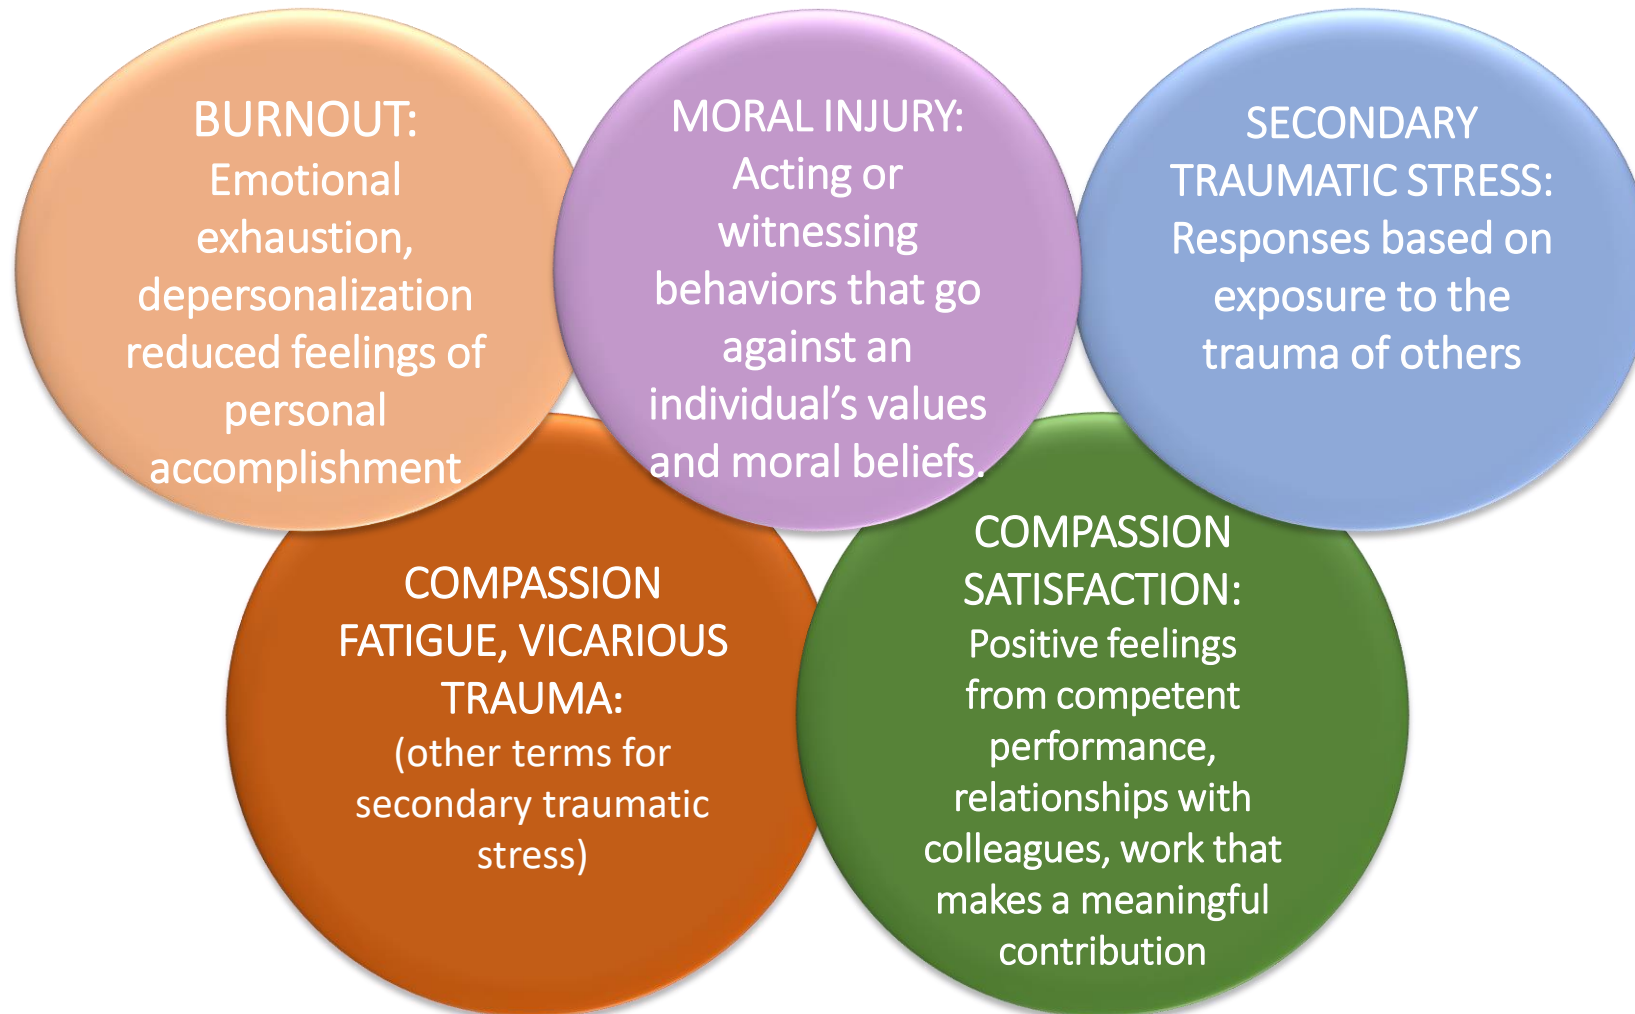 BURNOUT:
Emotional
exhaustion,
depersonalization
reduced feelings of
personal
accomplishment
MORAL INJURY:
Acting or
witnessing
behaviors that go
against an
individual’s values
and moral beliefs.
SECONDARY
TRAUMATIC STRESS:
Responses based on
exposure to the
trauma of others
COMPASSION
FATIGUE, VICARIOUS
TRAUMA:
(other terms for
secondary traumatic
stress)
COMPASSION
SATISFACTION:
Positive feelings
from competent
performance,
relationships with
colleagues, work that
makes a meaningful
contribution